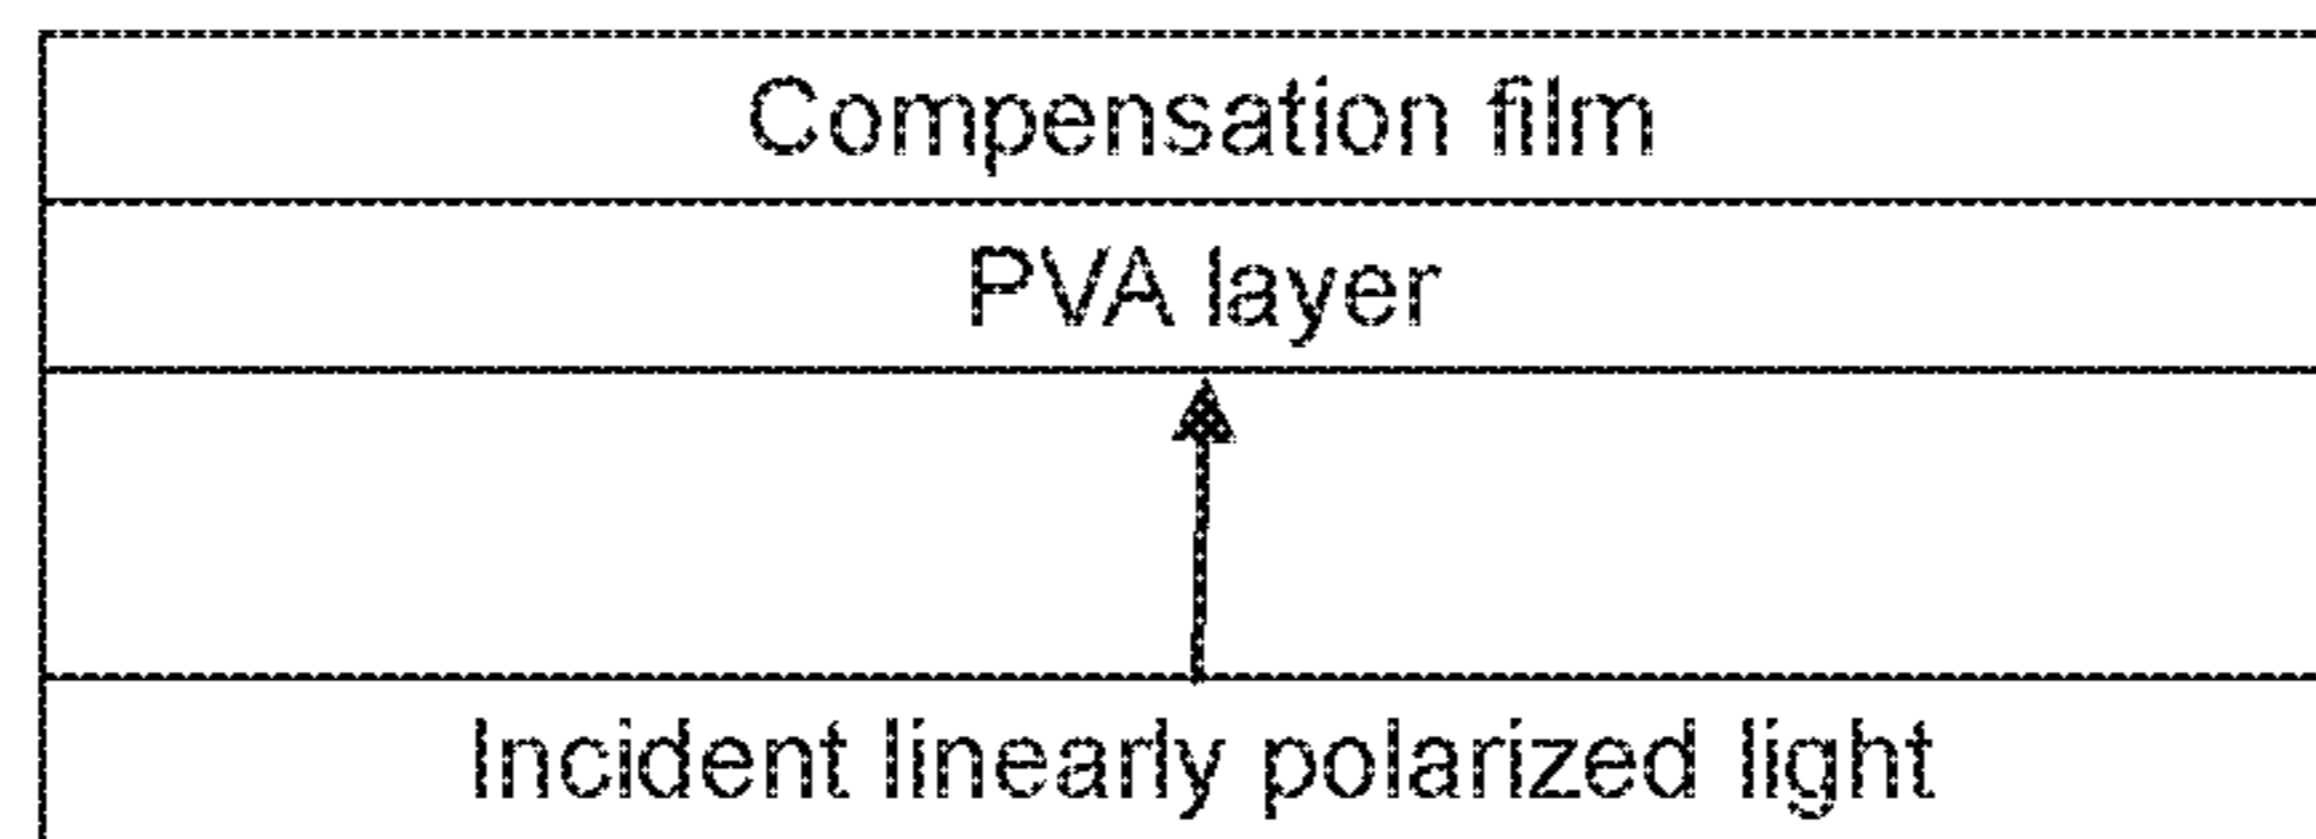 Compensation film
PVA layer
Incident linearly polarized light